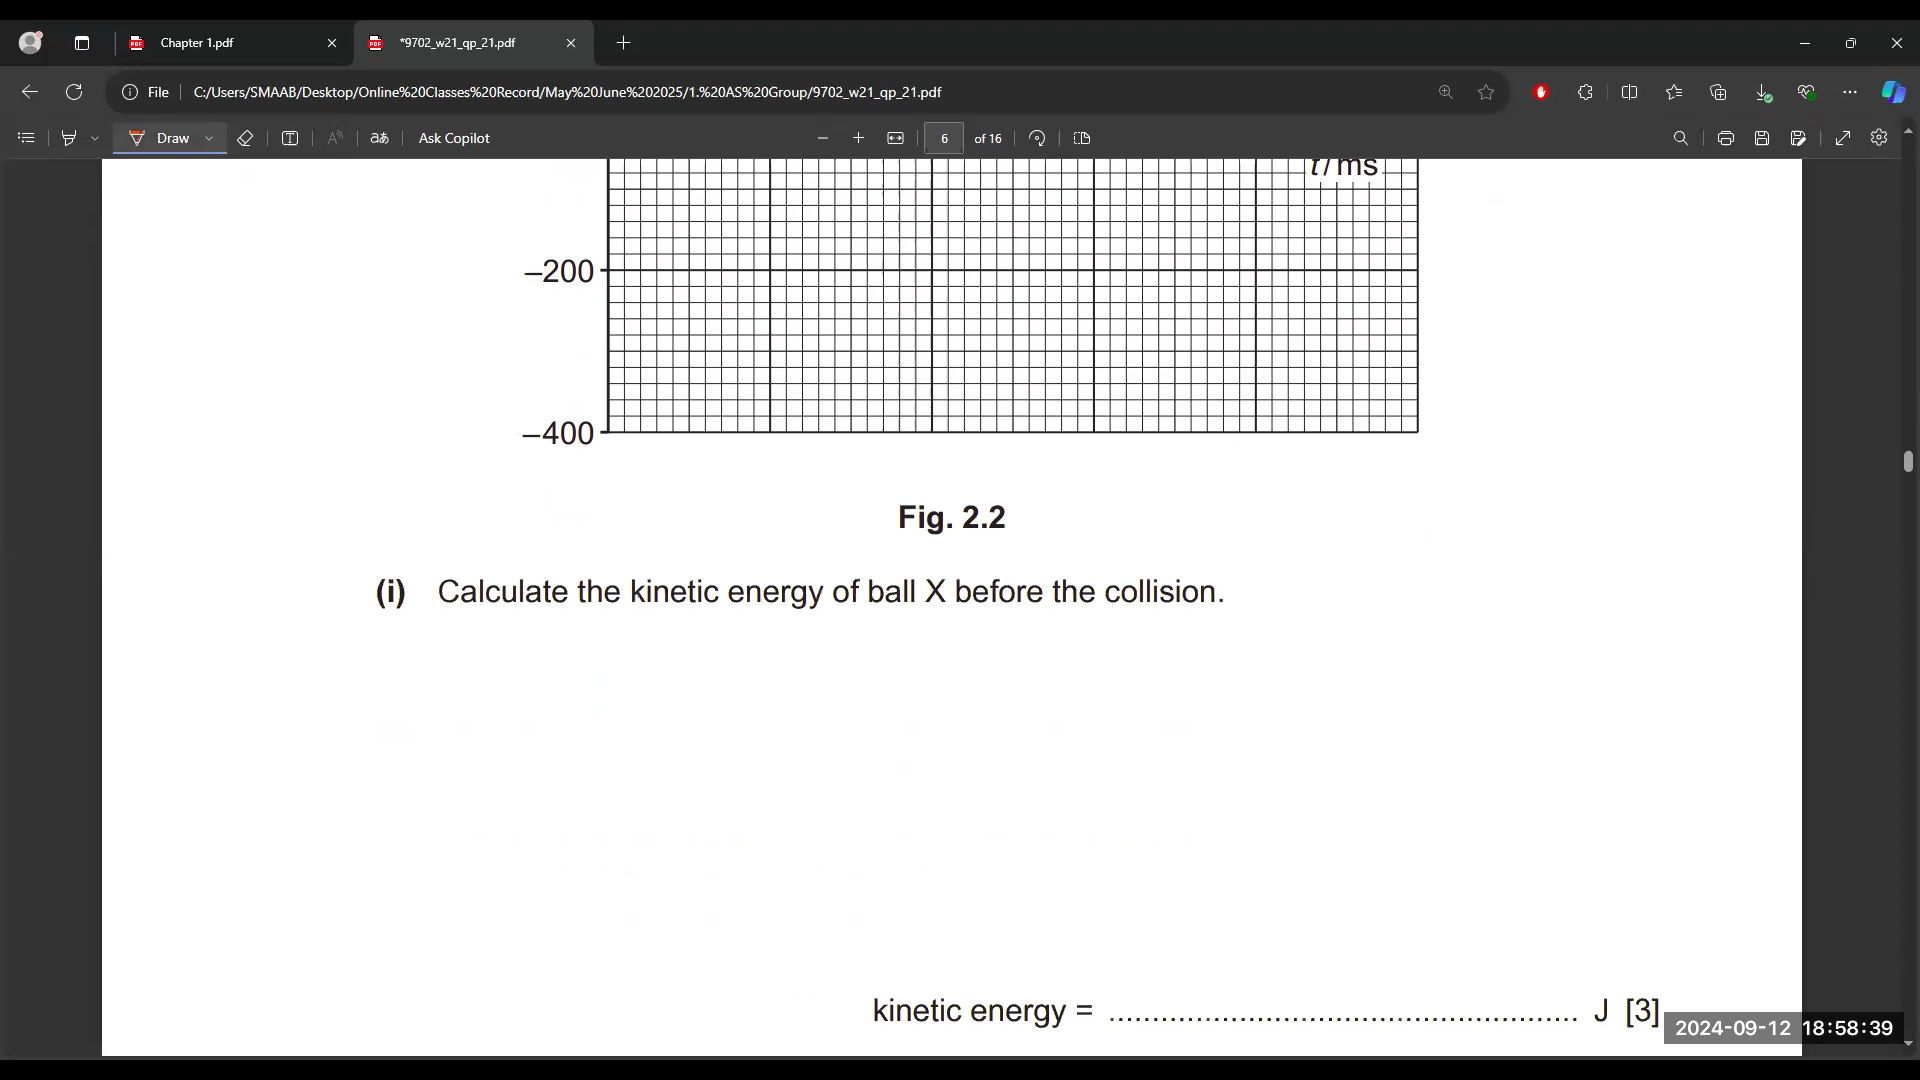 Chapter 1.pdf
*9702_w21_qp_21.pdf
File
C:/Users/SMAAB/Desktop/Online%20Classes%20Record/May%20June%202025/1.%20AS%20Group/9702_w21_qp_21.pdf
Draw
Ask Copilot
6 of 16
t/ms
–200
–400
Fig. 2.2
(i) Calculate the kinetic energy of ball X before the collision.
kinetic energy = ...................................................... J [3]
2024-09-12 18:58:39